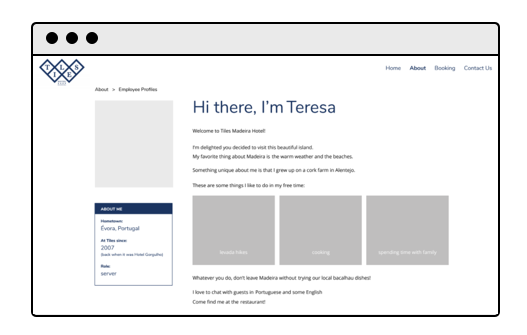 TILES
Home About Booking Contact Us
About > Employee Profiles
Hi there, I'm Teresa
Welcome to Tiles Madeira Hotel!
I'm delighted you decided to visit this beautiful island.
My favorite thing about Madeira is the warm weather and the beaches.
Something unique about me is that I grew up on a cork farm in Alentejo.
These are some things I like to do in my free time:
levada hikes
cooking
spending time with family
Whatever you do, don't leave Madeira without trying our local bacalhau dishes!
I love to chat with guests in Portuguese and some English
Come find me at the restaurant!
ABOUT ME
Hometown:
Évora, Portugal
At Tiles since:
2007
(back when it was Hotel Gorgulho)
Role:
server